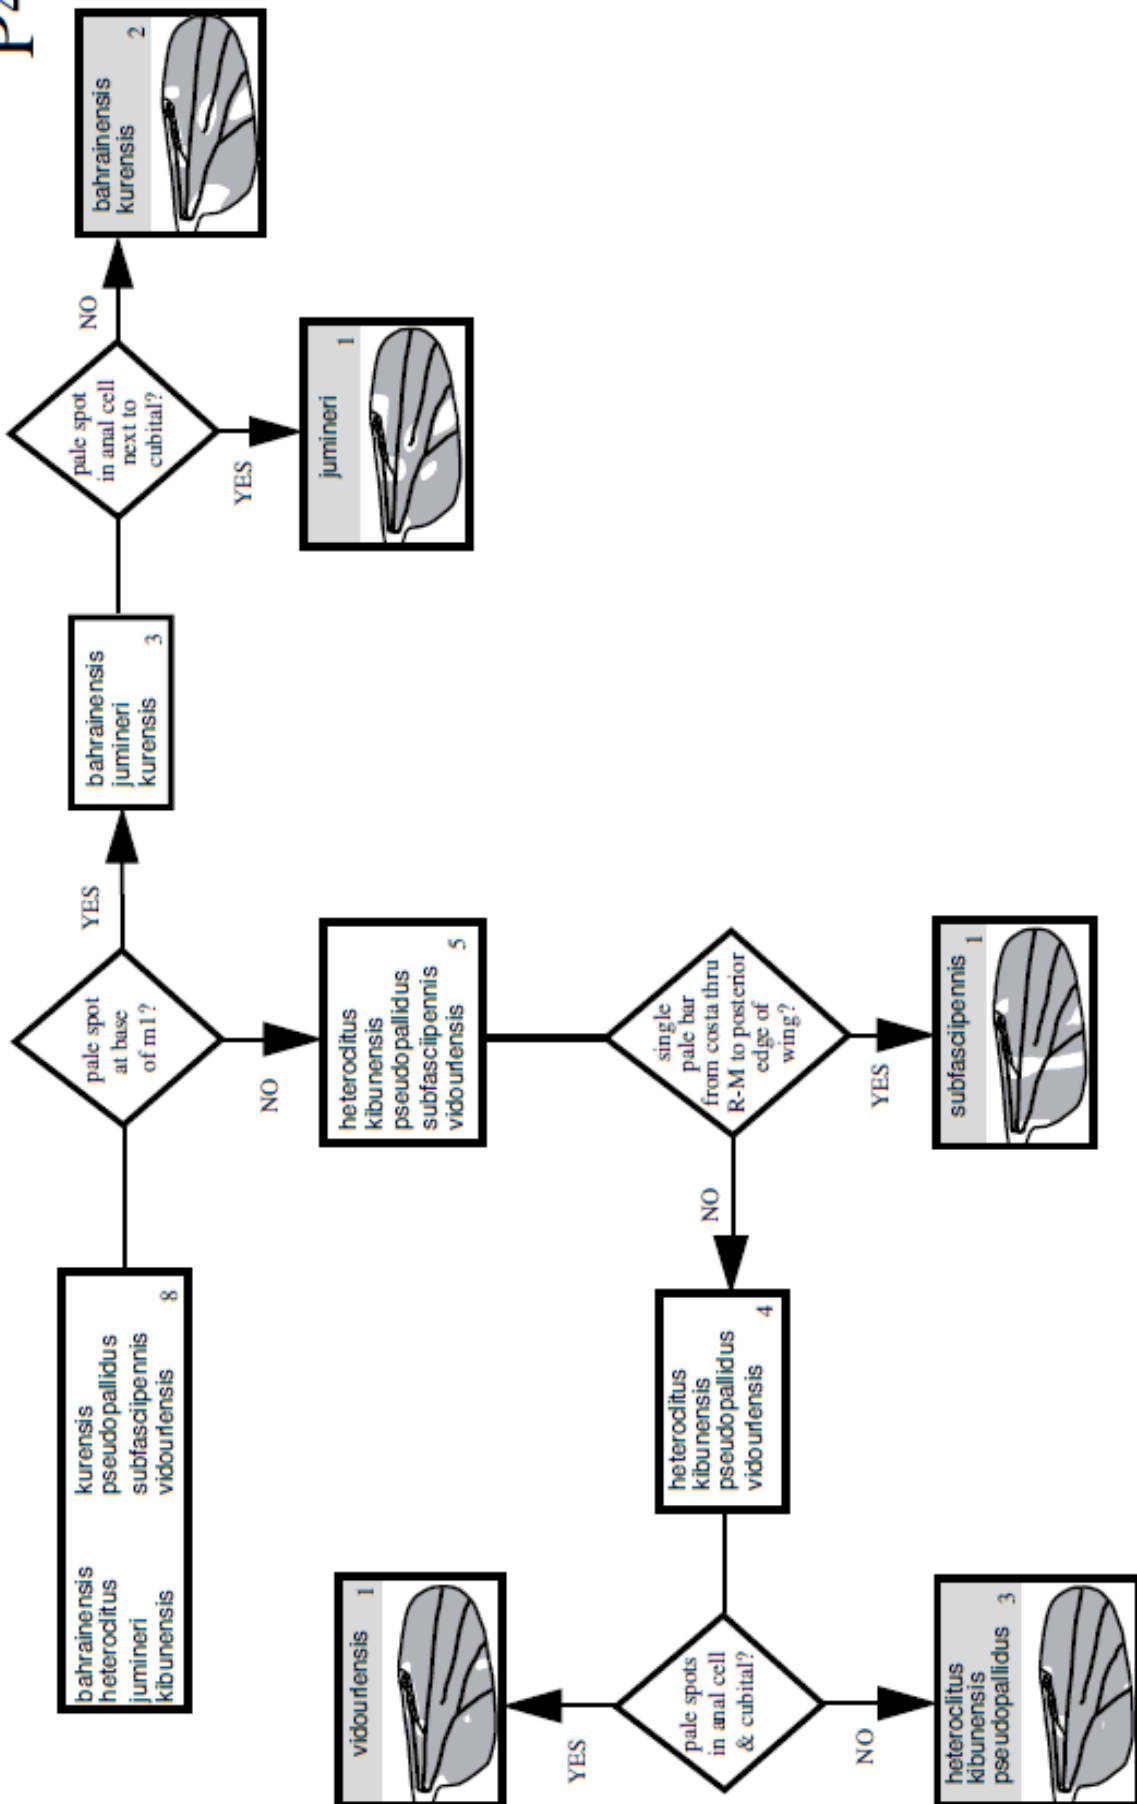 P4
bahrainensis
heteroclitus
jumineri
kibunensis
kurensis
pseudopallidus
subfasciipennis
vidourlensis
8
pale spot
at base
of m1?
YES
bahrainensis
jumineri
kurensis
3
pale spot
in anal cell
next to
cubital?
NO
bahrainensis
kurensis
2
YES
jumineri
1
NO
heteroclitus
kibunensis
pseudopallidus
subfasciipennis
vidourlensis
5
single
pale bar
from costa thru
R-M to posterior
edge of
wing?
YES
subfasciipennis
1
NO
heteroclitus
kibunensis
pseudopallidus
vidourlensis
4
pale spots
in anal cell
& cubital?
YES
vidourlensis
1
NO
heteroclitus
kibunensis
pseudopallidus
3